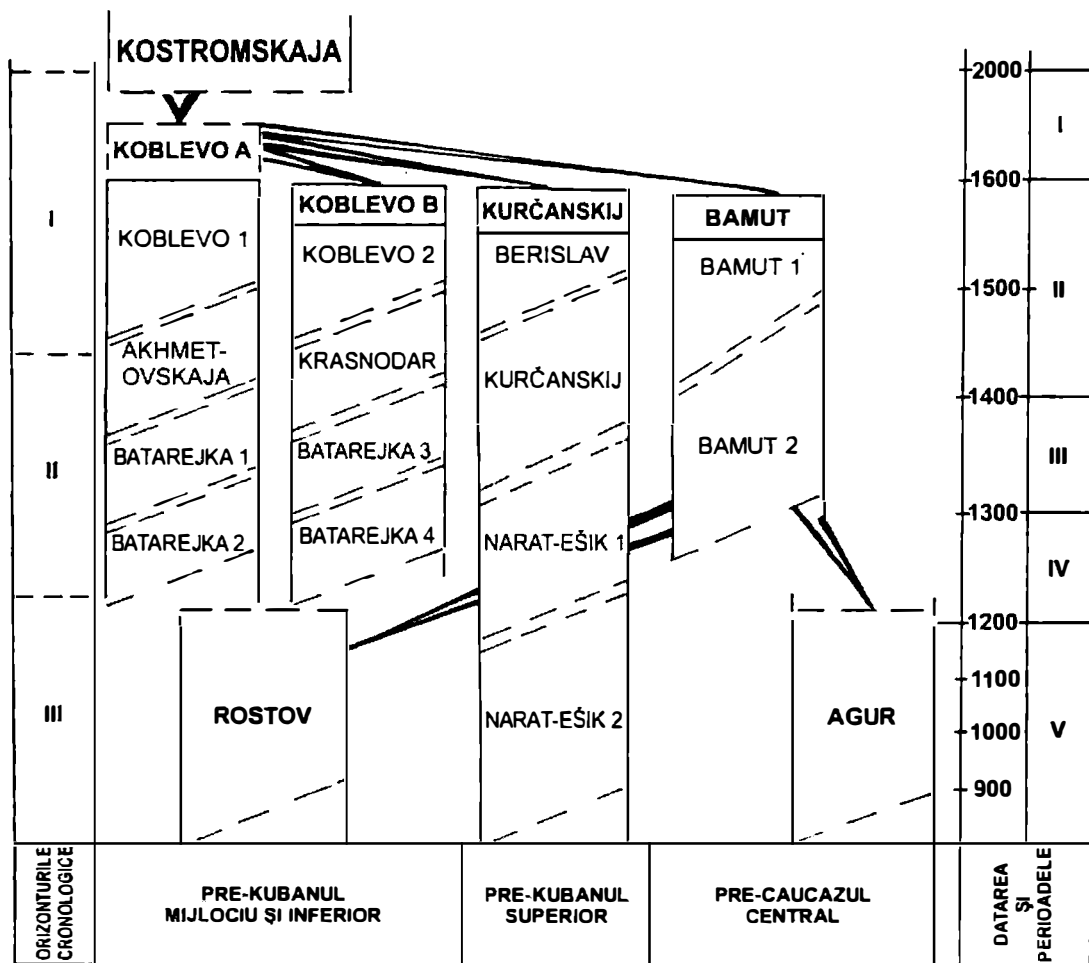 KOSTROMSKAJA
KOBLEVO A
KOBLEVO B
KURČANSKIJ
BAMUT
KOBLEVO 1
KOBLEVO 2
BERISLAV
BAMUT 1
AKHMET-
OVSKAJA
KRASNODAR
KURČANSKIJ
BATAREJKA 1
BATAREJKA 3
BAMUT 2
BATAREJKA 2
BATAREJKA 4
NARAT-EŠIK 1
ROSTOV
NARAT-EŠIK 2
AGUR
I
II
III
2000
1600
1500
1400
1300
1200
1100
1000
900
I
II
III
IV
V
ORIZONTURILE
CRONOLOGICE
PRE-KUBANUL
MIJLOCIU ŞI INFERIOR
PRE-KUBANUL
SUPERIOR
PRE-CAUCAZUL
CENTRAL
DATAREA
ŞI
PERIOADELE